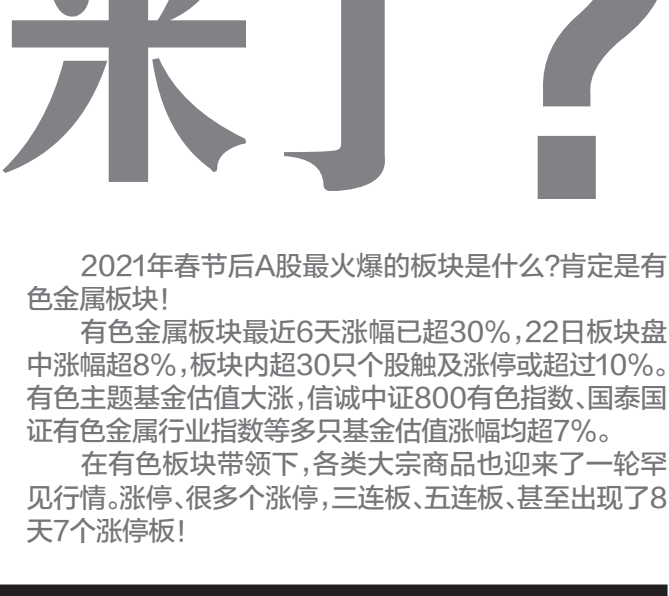 来了？
2021年春节后A股最火爆的板块是什么?肯定是有
色金属板块!
有色金属板块最近6天涨幅已超30%,22日板块盘
中涨幅超8%,板块内超30只个股触及涨停或超过10%。
有色主题基金估值大涨,信诚中证800有色指数、国泰国
证有色金属行业指数等多只基金估值涨幅均超7%。
在有色板块带领下,各类大宗商品也迎来了一轮罕
见行情。涨停、很多个涨停,三连板、五连板、甚至出现了8
天7个涨停板!